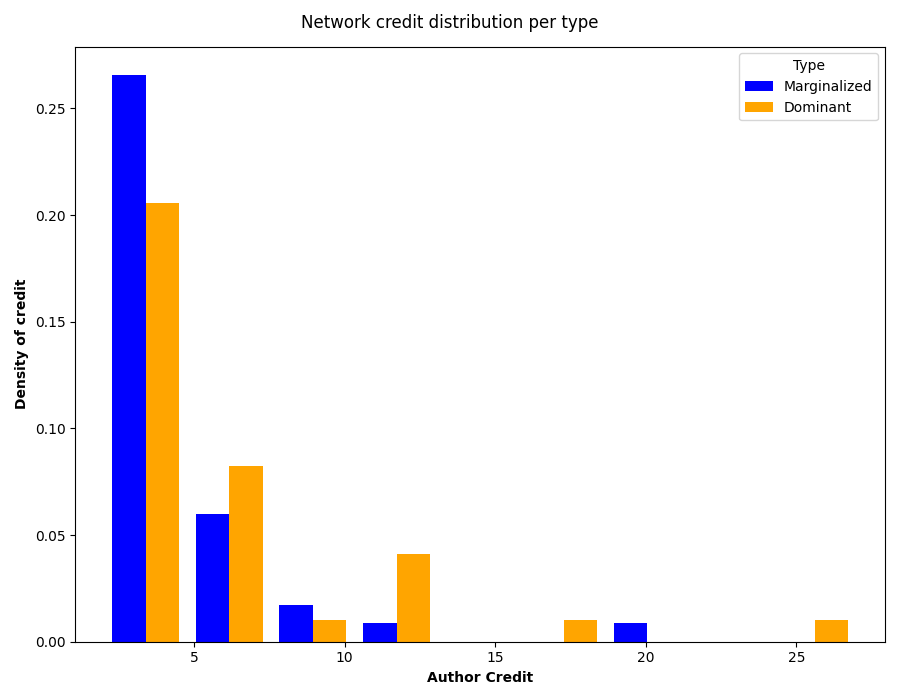 Network credit distribution per type
Type
Marginalized
Dominant
Density of credit
0.25
0.20
0.15
0.10
0.05
0.00
5
10
15
20
25
Author Credit